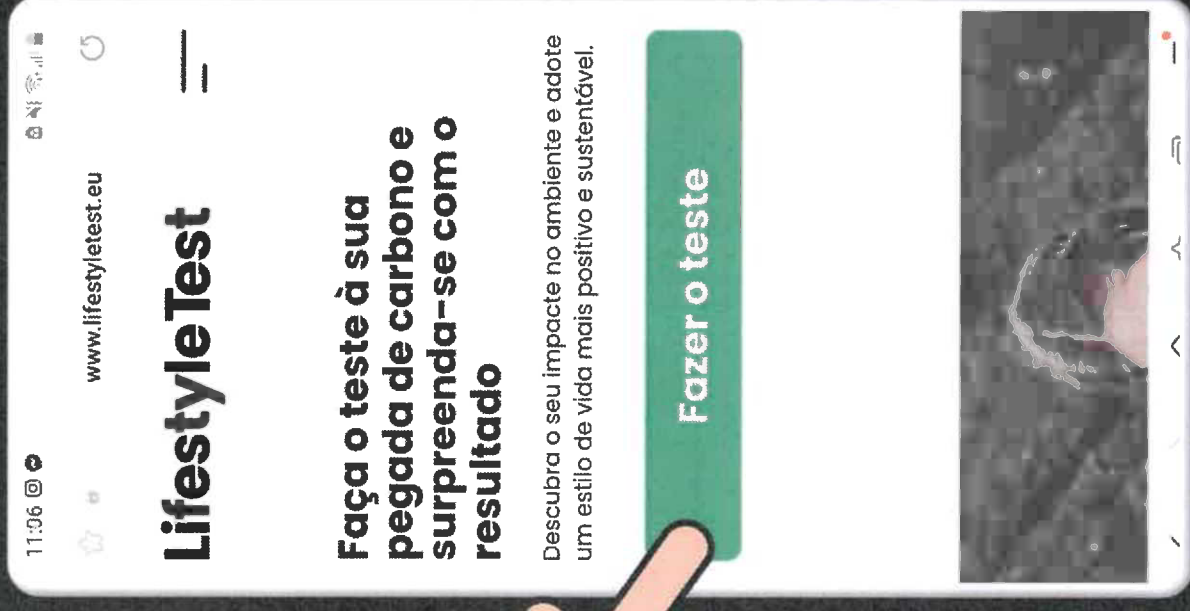 11:06
www.lifestyletest.eu
LifestyleTest
Faça o teste à sua
pegada de carbono e
surpreenda-se com o
resultado
Descubra o seu impacte no ambiente e adote
um estilo de vida mais positivo e sustentável.
Fazer o teste